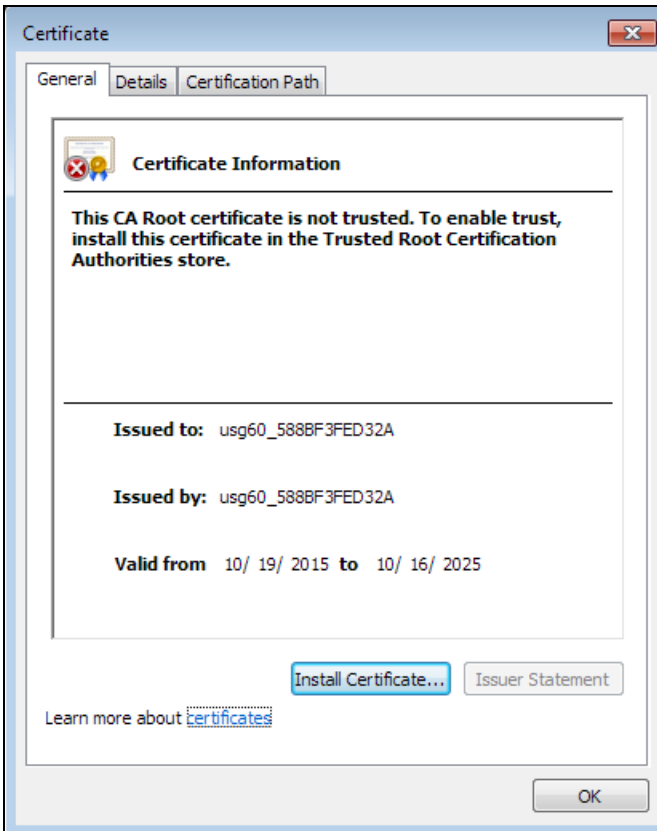 Certificate
General Details Certification Path
Certificate Information
This CA Root certificate is not trusted. To enable trust,
install this certificate in the Trusted Root Certification
Authorities store.
Issued to: usg60_588BF3FED32A
Issued by: usg60_588BF3FED32A
Valid from 10/ 19/ 2015 to 10/ 16/ 2025
Install Certificate... Issuer Statement
Learn more about certificates
OK